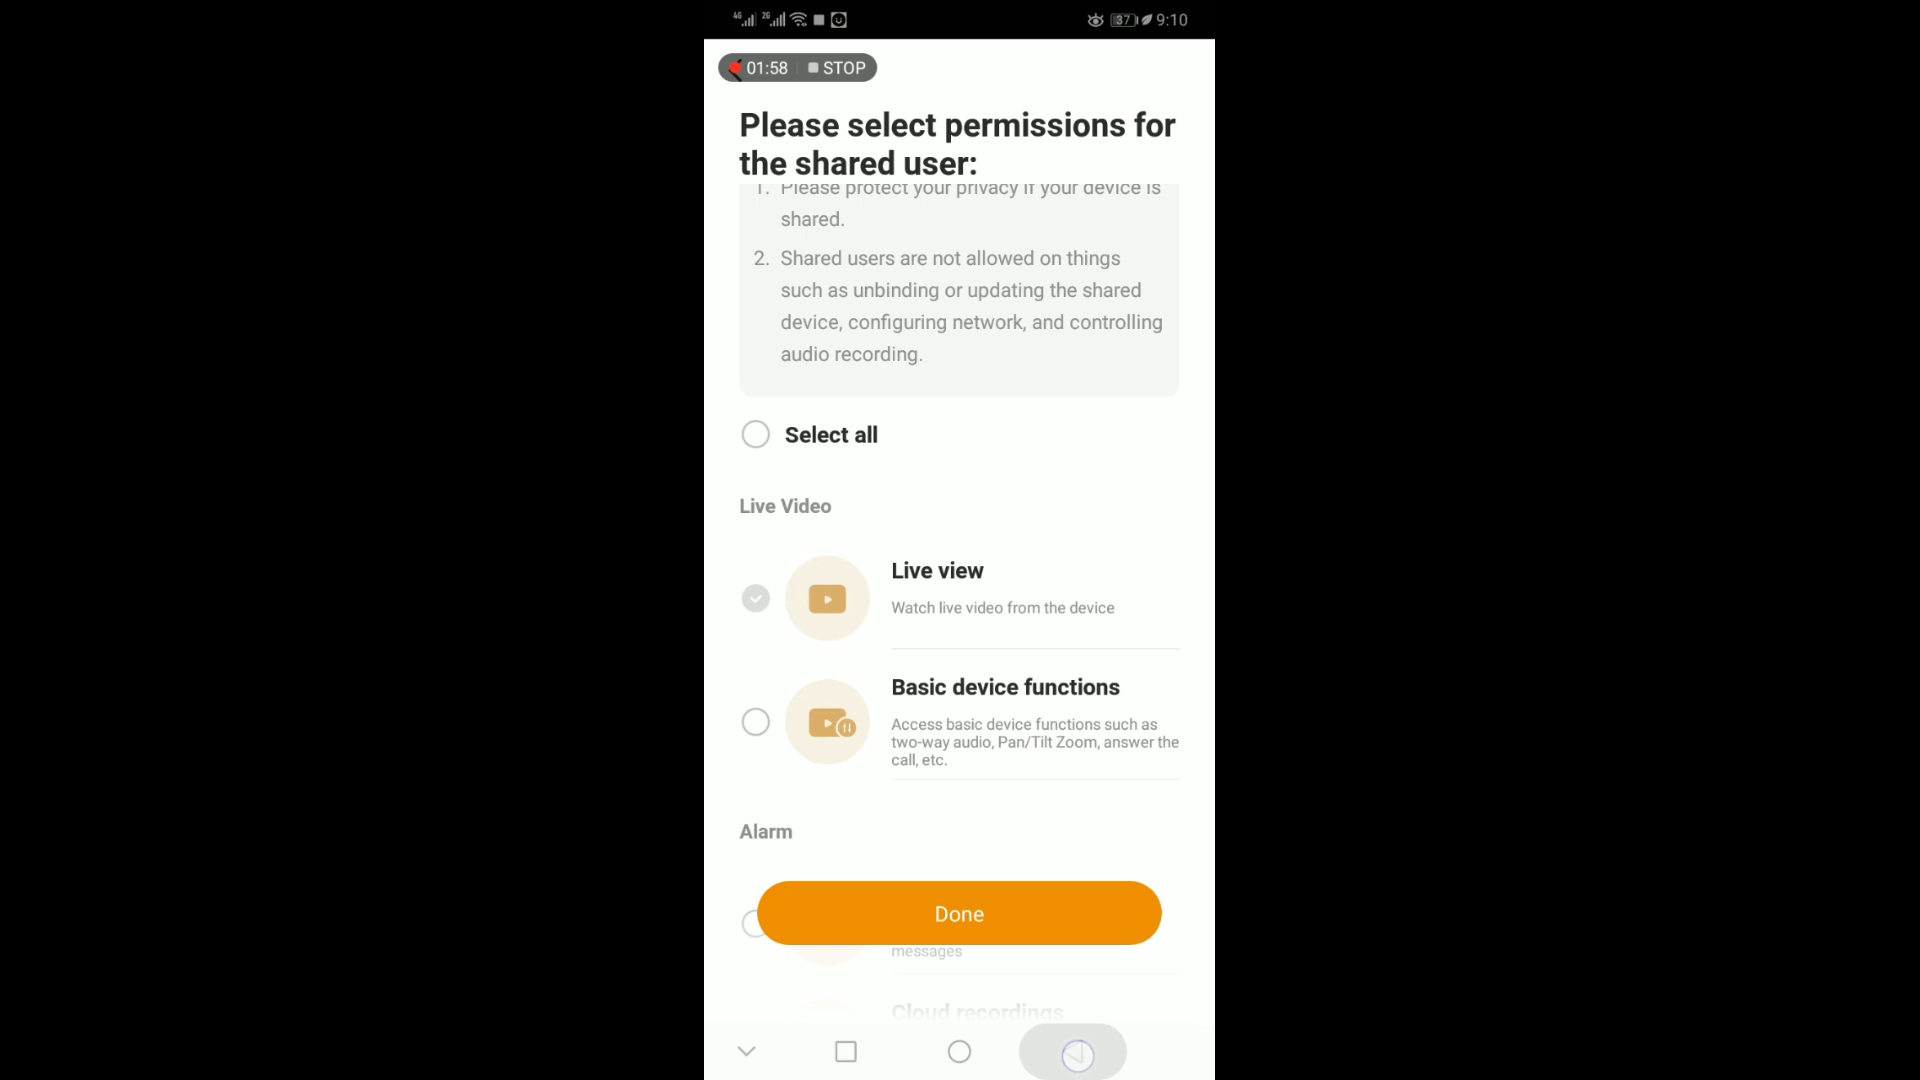 4G 2G 37 9:10
01:58 STOP
Please select permissions for
the shared user:
1. Please protect your privacy if your device is
shared.
2. Shared users are not allowed on things
such as unbinding or updating the shared
device, configuring network, and controlling
audio recording.
Select all
Live Video
Live view
Watch live video from the device
Basic device functions
Access basic device functions such as
two-way audio, Pan/Tilt Zoom, answer the
call, etc.
Alarm
Done
messages
Cloud recordings